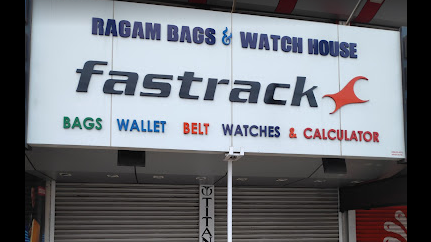 RAGAM BAGS & WATCH HOUSE
fastrack
BAGS WALLET BELT WATCHES & CALCULATOR
TITAN